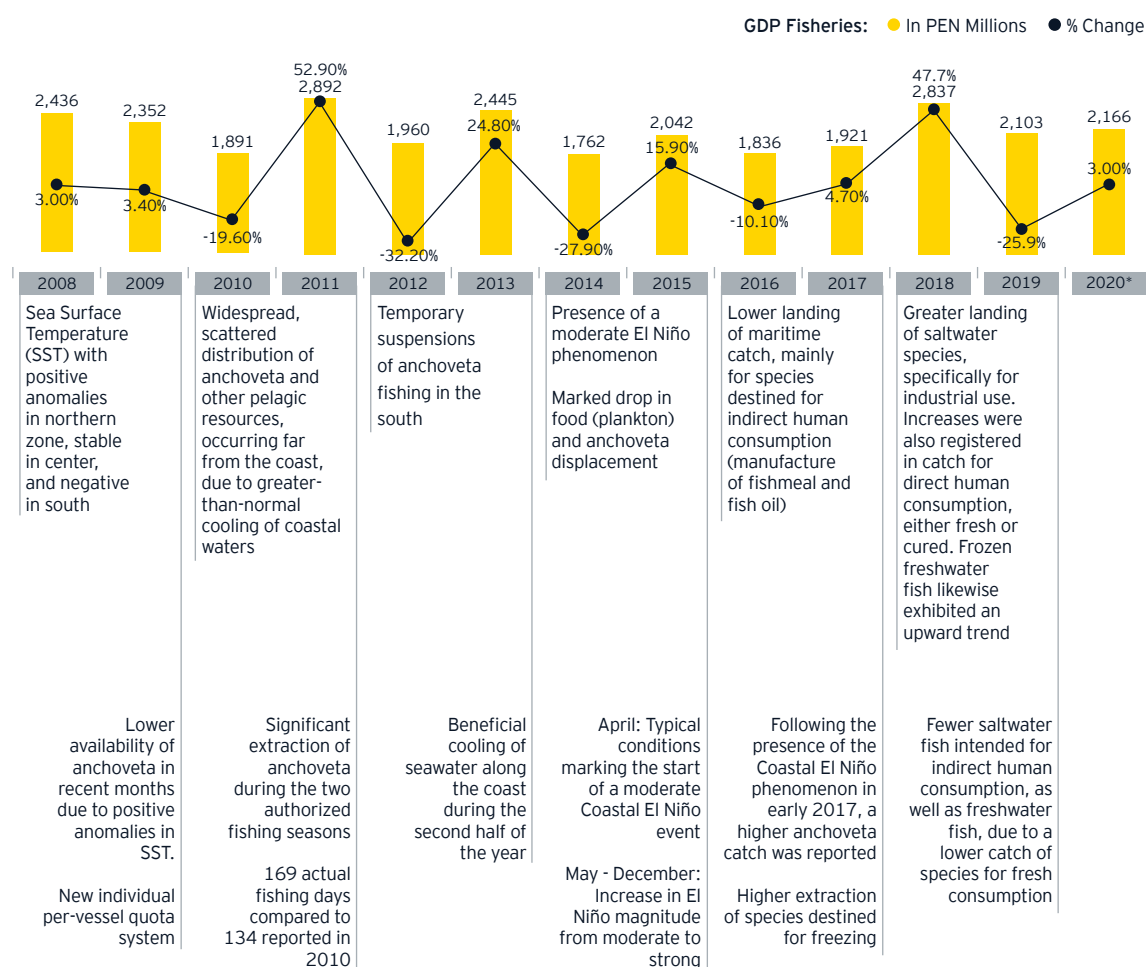 GDP Fisheries: In PEN Millions % Change
2,436
3.00%
2,352
3.40%
1,891
-19.60%
52.90%
2,892
1,960
-32.20%
2,445
24.80%
1,762
-27.90%
2,042
15.90%
1,836
-10.10%
1,921
4.70%
47.7%
2,837
2,103
-25.9%
2,166
3.00%
2008 2009 2010 2011 2012 2013 2014 2015 2016 2017 2018 2019 2020*
Sea Surface
Temperature
(SST) with
positive
anomalies
in northern
zone, stable
in center,
and negative
in south
Lower
availability of
anchoveta in
recent months
due to positive
anomalies in
SST.
New individual
per-vessel quota
system
Widespread,
scattered
distribution of
anchoveta and
other pelagic
resources,
occurring far
from the coast,
due to greater-
than-normal
cooling of coastal
waters
Significant
extraction of
anchoveta
during the two
authorized
fishing seasons
169 actual
fishing days
compared to
134 reported in
2010
Temporary
suspensions
of anchoveta
fishing in the
south
Beneficial
cooling of
seawater along
the coast
during the
second half of
the year
Presence of a
moderate El Niño
phenomenon
Marked drop in
food (plankton)
and anchoveta
displacement
April: Typical
conditions
marking the start
of a moderate
Coastal El Niño
event
May - December:
Increase in El
Niño magnitude
from moderate to
strong
Lower landing
of maritime
catch, mainly
for species
destined for
indirect human
consumption
(manufacture
of fishmeal and
fish oil)
Following the
presence of the
Coastal El Niño
phenomenon in
early 2017, a
higher anchoveta
catch was reported
Higher extraction
of species destined
for freezing
Greater landing
of saltwater
species,
specifically for
industrial use.
Increases were
also registered
in catch for
direct human
consumption,
either fresh or
cured. Frozen
freshwater
fish likewise
exhibited an
upward trend
Fewer saltwater
fish intended for
indirect human
consumption, as
well as freshwater
fish, due to a
lower catch of
species for fresh
consumption